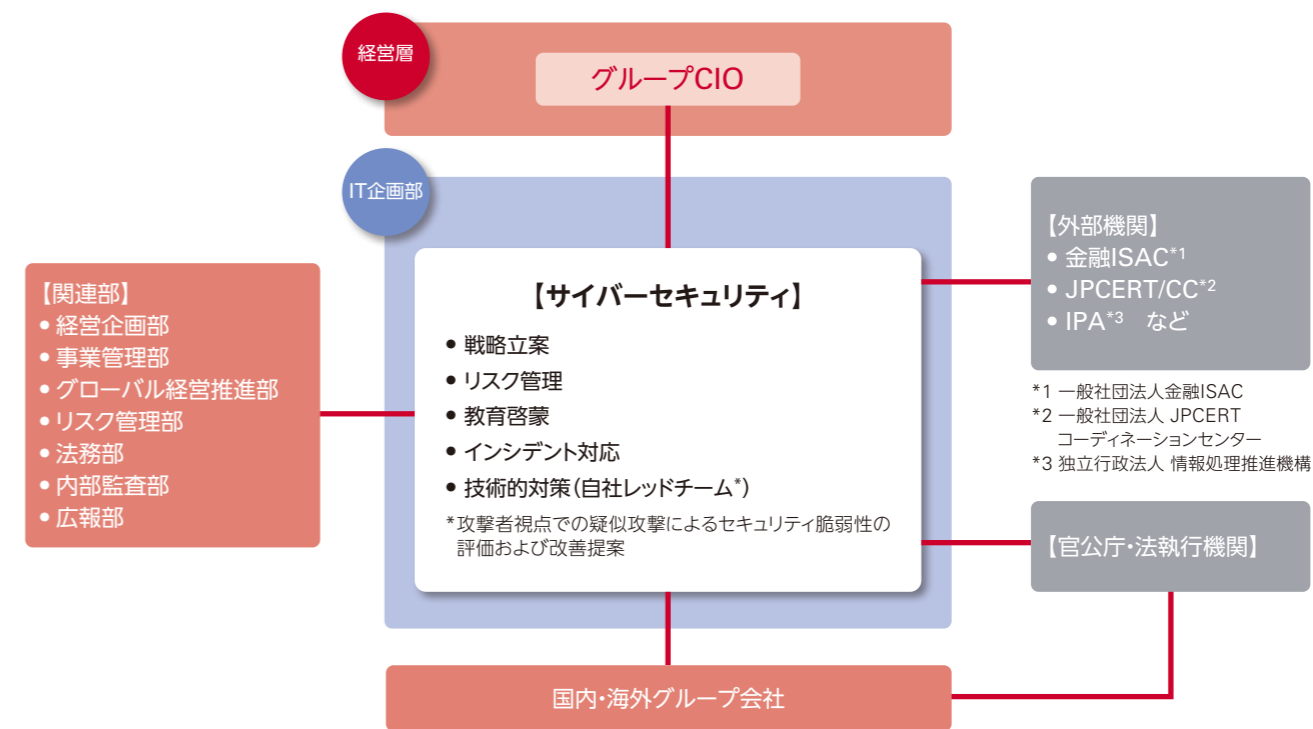 経営層
グループCIO
IT企画部
【サイバーセキュリティ】
• 戦略立案
• リスク管理
• 教育啓蒙
• インシデント対応
• 技術的対策(自社レッドチーム*)
*攻撃者視点での疑似攻撃によるセキュリティ脆弱性の
評価および改善提案
【関連部】
• 経営企画部
• 事業管理部
• グローバル経営推進部
• リスク管理部
• 法務部
• 内部監査部
• 広報部
【外部機関】
• 金融ISAC*1
• JPCERT/CC*2
• IPA*3 など
*1 一般社団法人金融ISAC
*2 一般社団法人 JPCERT
コーディネーションセンター
*3 独立行政法人 情報処理推進機構
【官公庁・法執行機関】
国内・海外グループ会社